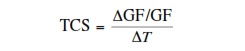 TCS = ΔGF/GF / ΔT